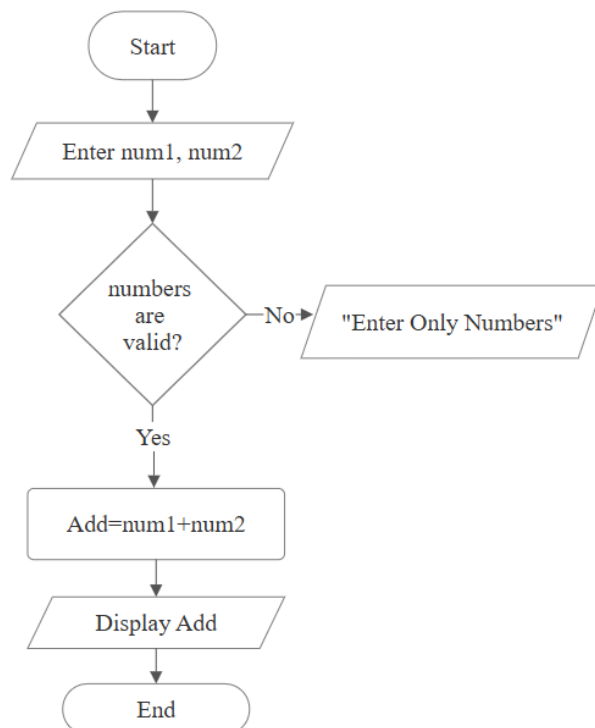 Start
Enter num1, num2
numbers
are
valid?
No
"Enter Only Numbers"
Yes
Add=num1+num2
Display Add
End